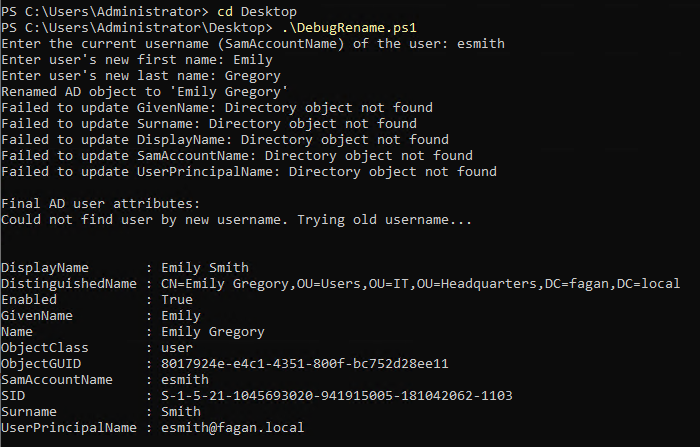 PS C:\Users\Administrator> cd Desktop
PS C:\Users\Administrator\Desktop> .\DebugRename.ps1
Enter the current username (SamAccountName) of the user: esmith
Enter user's new first name: Emily
Enter user's new last name: Gregory
Renamed AD object to 'Emily Gregory'
Failed to update GivenName: Directory object not found
Failed to update Surname: Directory object not found
Failed to update DisplayName: Directory object not found
Failed to update SamAccountName: Directory object not found
Failed to update UserPrincipalName: Directory object not found
Final AD user attributes:
Could not find user by new username. Trying old username...
DisplayName       : Emily Smith
DistinguishedName : CN=Emily Gregory,OU=Users,OU=IT,OU=Headquarters,DC=fagan,DC=local
Enabled           : True
GivenName         : Emily
Name              : Emily Gregory
ObjectClass       : user
ObjectGUID        : 8017924e-e4c1-4351-800f-bc752d28ee11
SamAccountName    : esmith
SID               : S-1-5-21-1045693020-941915005-181042062-1103
Surname           : Smith
UserPrincipalName : esmith@fagan.local